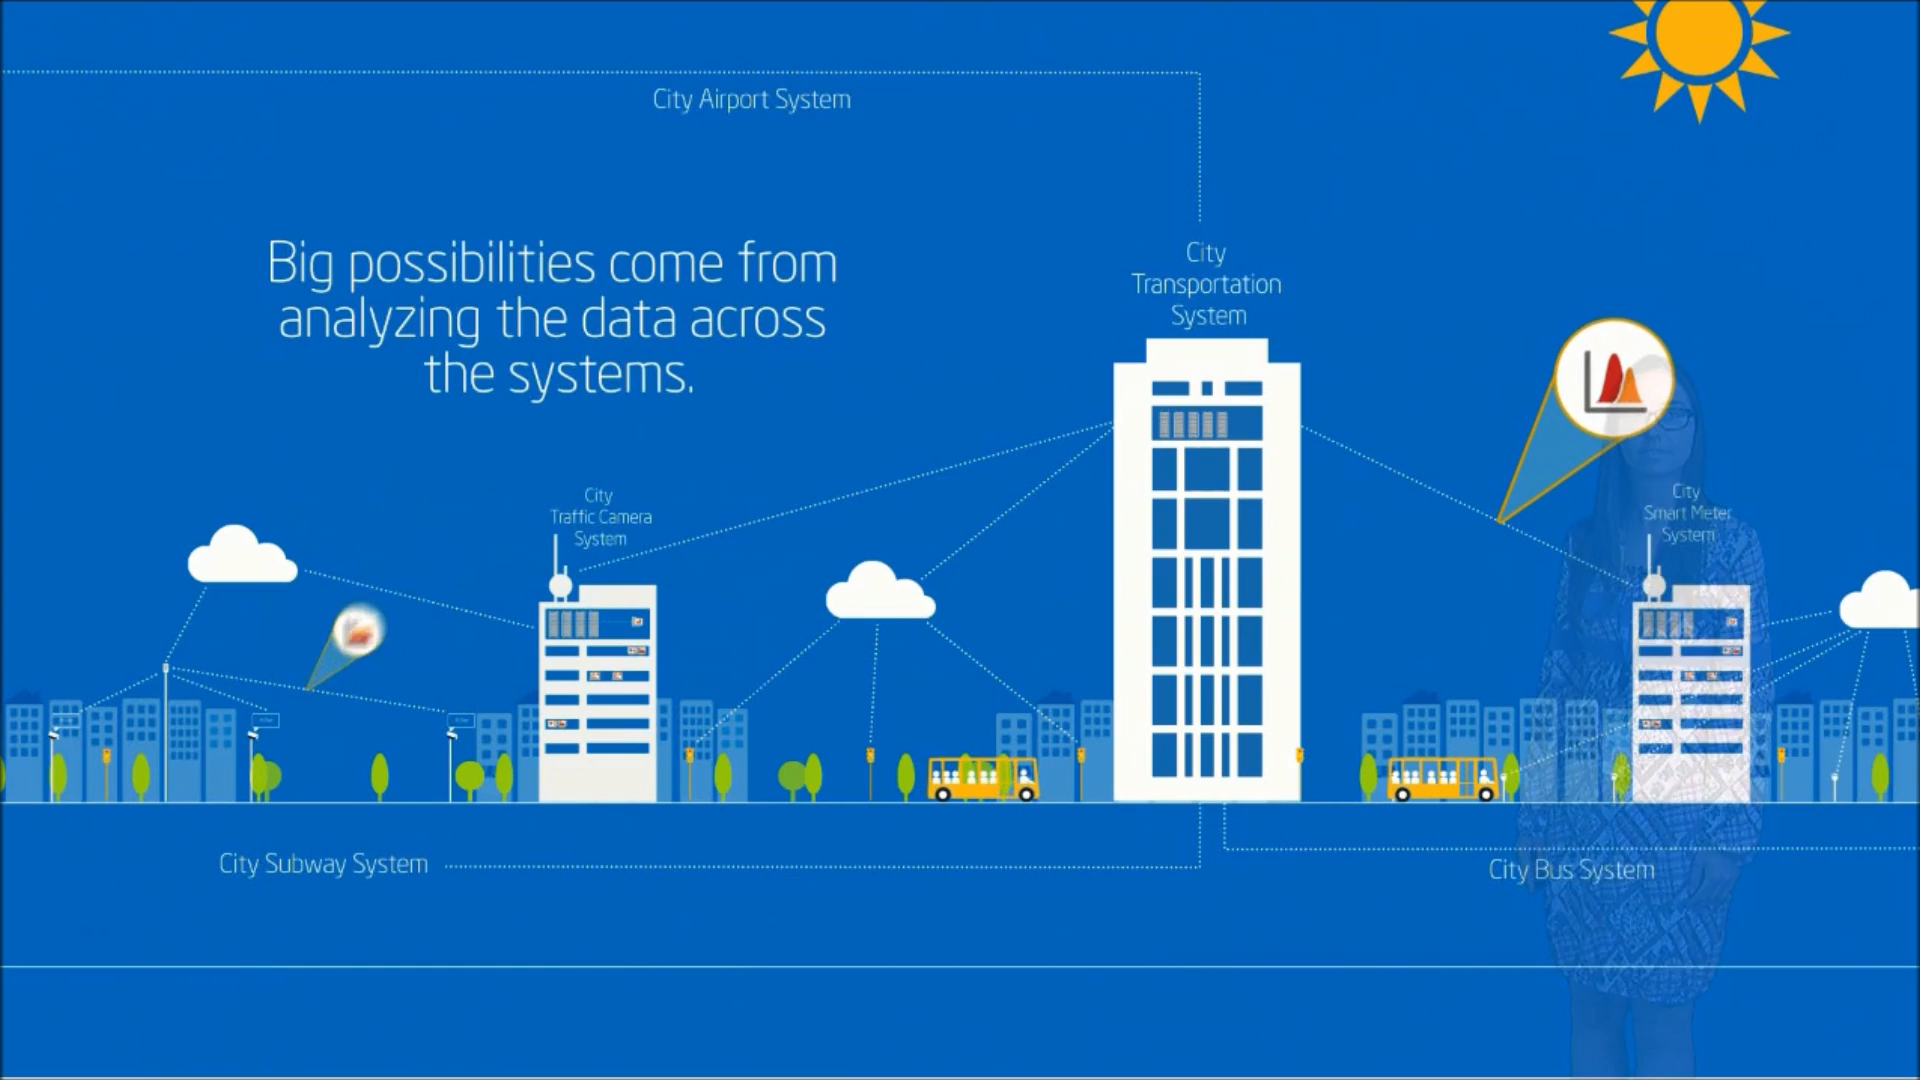 City Airport System
Big possibilities come from
analyzing the data across
the systems.
City
Transportation
System
City
Traffic Camera
System
City
Smart Meter
System
City Subway System
City Bus System